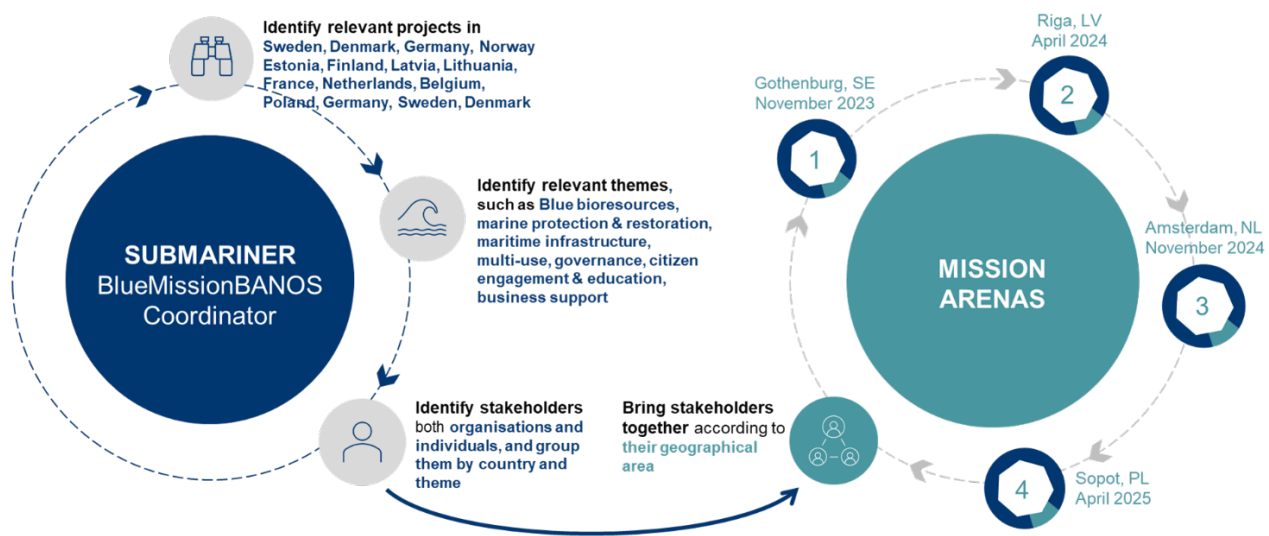 Identify relevant projects in
Sweden, Denmark, Germany, Norway
Estonia, Finland, Latvia, Lithuania,
France, Netherlands, Belgium,
Poland, Germany, Sweden, Denmark
Identify relevant themes,
such as Blue bioresources,
marine protection & restoration,
maritime infrastructure,
multi-use, governance, citizen
engagement & education,
business support
SUBMARINER
BlueMissionBANOS
Coordinator
Identify stakeholders
both organisations and
individuals, and group
them by country and
theme
Bring stakeholders
together according to
their geographical
area
MISSION
ARENAS
Gothenburg, SE
November 2023
1
Riga, LV
April 2024
2
Amsterdam, NL
November 2024
3
Sopot, PL
April 2025
4